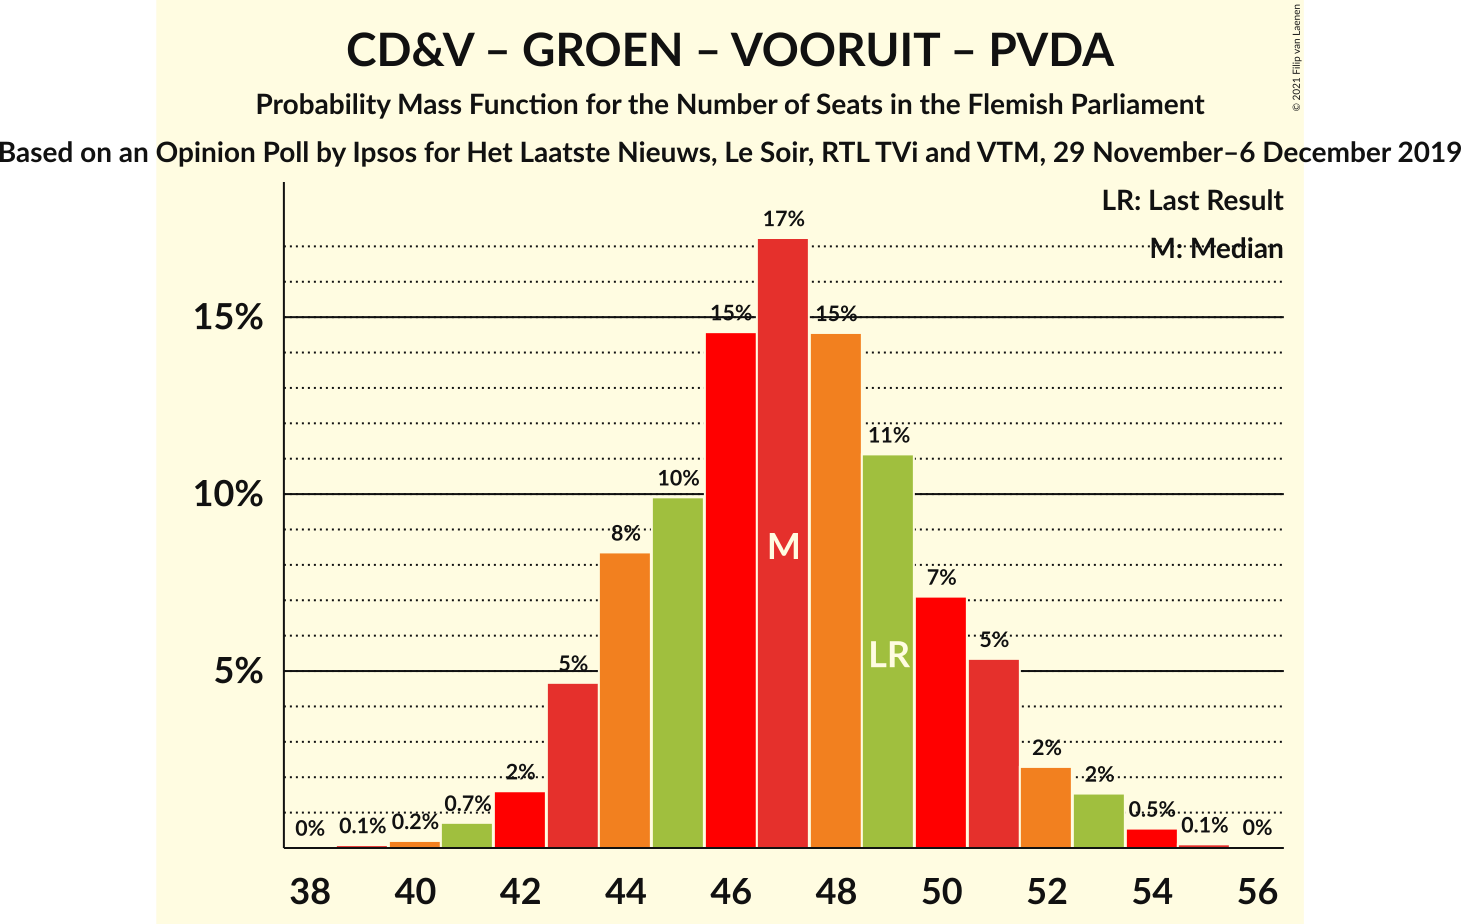 CD&V – GROEN – VOORUIT – PVDA
Probability Mass Function for the Number of Seats in the Flemish Parliament
Based on an Opinion Poll by Ipsos for Het Laatste Nieuws, Le Soir, RTL TVi and VTM, 29 November–6 December 2019
© 2021 Filip van Laenen
LR: Last Result
M: Median
17%
15%
15%
15%
11%
10%
10%
8%
M
7%
LR
5%
5%
5%
2%
2%
2%
0.7%
0.5%
0.2%
0.1%
0.1%
0%
0%
38 40 42 44 46 48 50 52 54 56